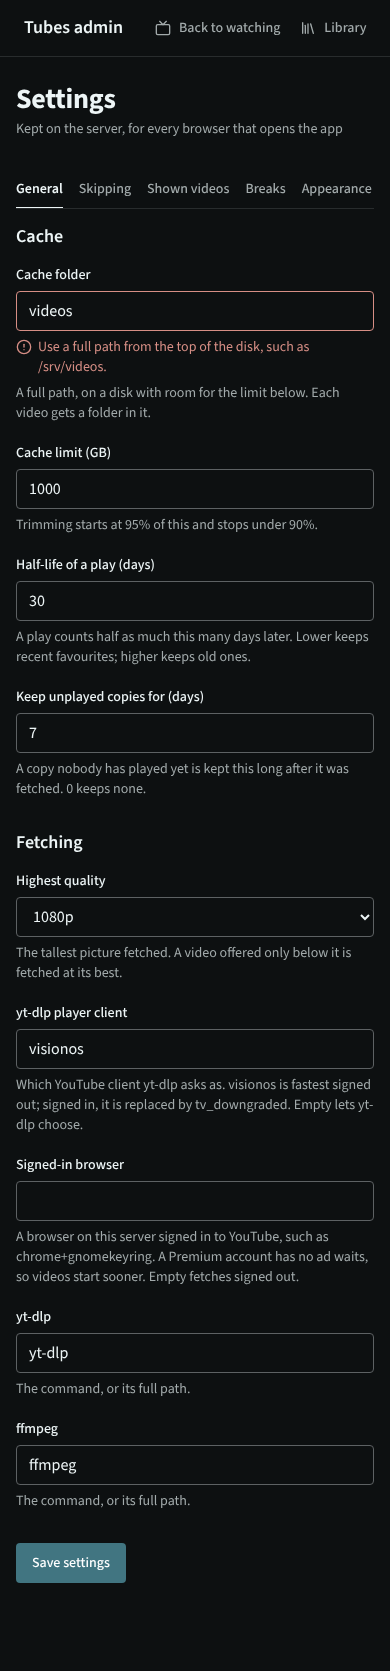 Tubes admin
Back to watching
Library
Settings
Kept on the server, for every browser that opens the app
General
Skipping
Shown videos
Breaks
Appearance
Cache
Cache folder
videos
Use a full path from the top of the disk, such as
/srv/videos.
A full path, on a disk with room for the limit below. Each
video gets a folder in it.
Cache limit (GB)
1000
Trimming starts at 95% of this and stops under 90%.
Half-life of a play (days)
30
A play counts half as much this many days later. Lower keeps
recent favourites; higher keeps old ones.
Keep unplayed copies for (days)
7
A copy nobody has played yet is kept this long after it was
fetched. 0 keeps none.
Fetching
Highest quality
1080p
The tallest picture fetched. A video offered only below it is
fetched at its best.
yt-dlp player client
visionos
Which YouTube client yt-dlp asks as. visionos is fastest signed
out; signed in, it is replaced by tv_downgraded. Empty lets yt-
dlp choose.
Signed-in browser
A browser on this server signed in to YouTube, such as
chrome+gnomekeyring. A Premium account has no ad waits,
so videos start sooner. Empty fetches signed out.
yt-dlp
yt-dlp
The command, or its full path.
ffmpeg
ffmpeg
The command, or its full path.
Save settings